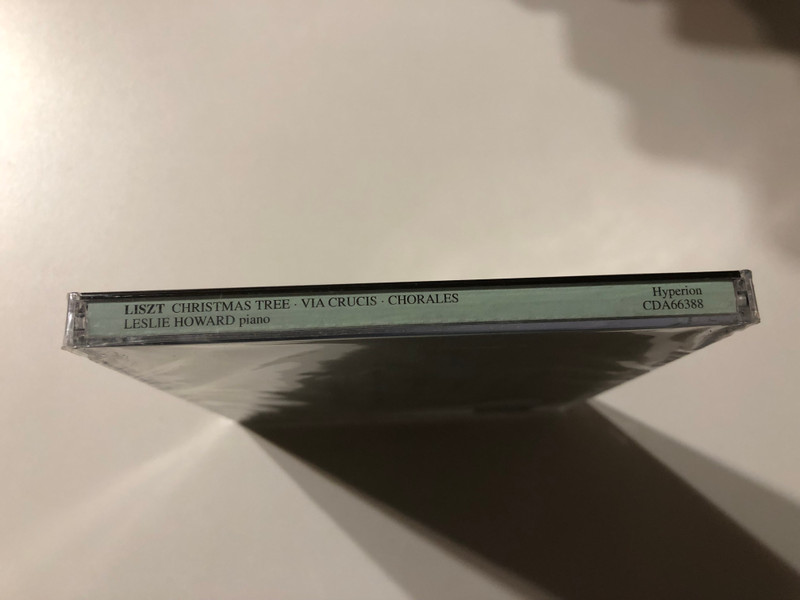 LISZT CHRISTMAS TREE · VIA CRUCIS · CHORALES
LESLIE HOWARD piano
Hyperion
CDA66388